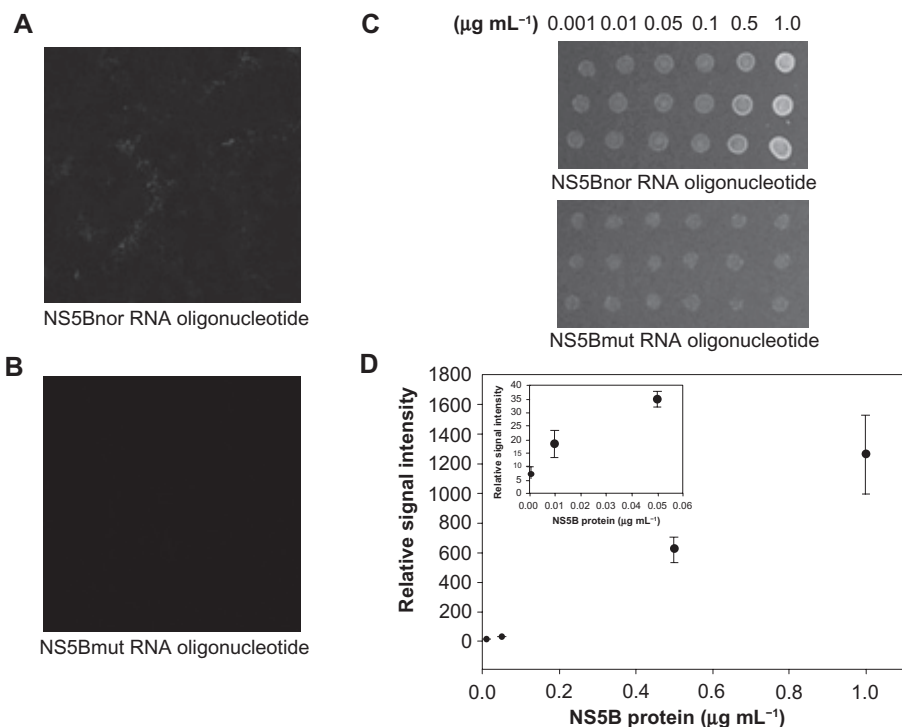 A
NS5Bnor RNA oligonucleotide
B
NS5Bmut RNA oligonucleotide
C
(µg mL⁻¹) 0.001 0.01 0.05 0.1 0.5 1.0
NS5Bnor RNA oligonucleotide
NS5Bmut RNA oligonucleotide
D
Relative signal intensity
1800
1600
1400
1200
1000
800
600
400
200
0
0.0 0.2 0.4 0.6 0.8 1.0
NS5B protein (µg mL⁻¹)
Relative signal intensity
40
35
30
25
20
15
10
5
0
0.00 0.01 0.02 0.03 0.04 0.05 0.06
NS5B protein (µg mL⁻¹)